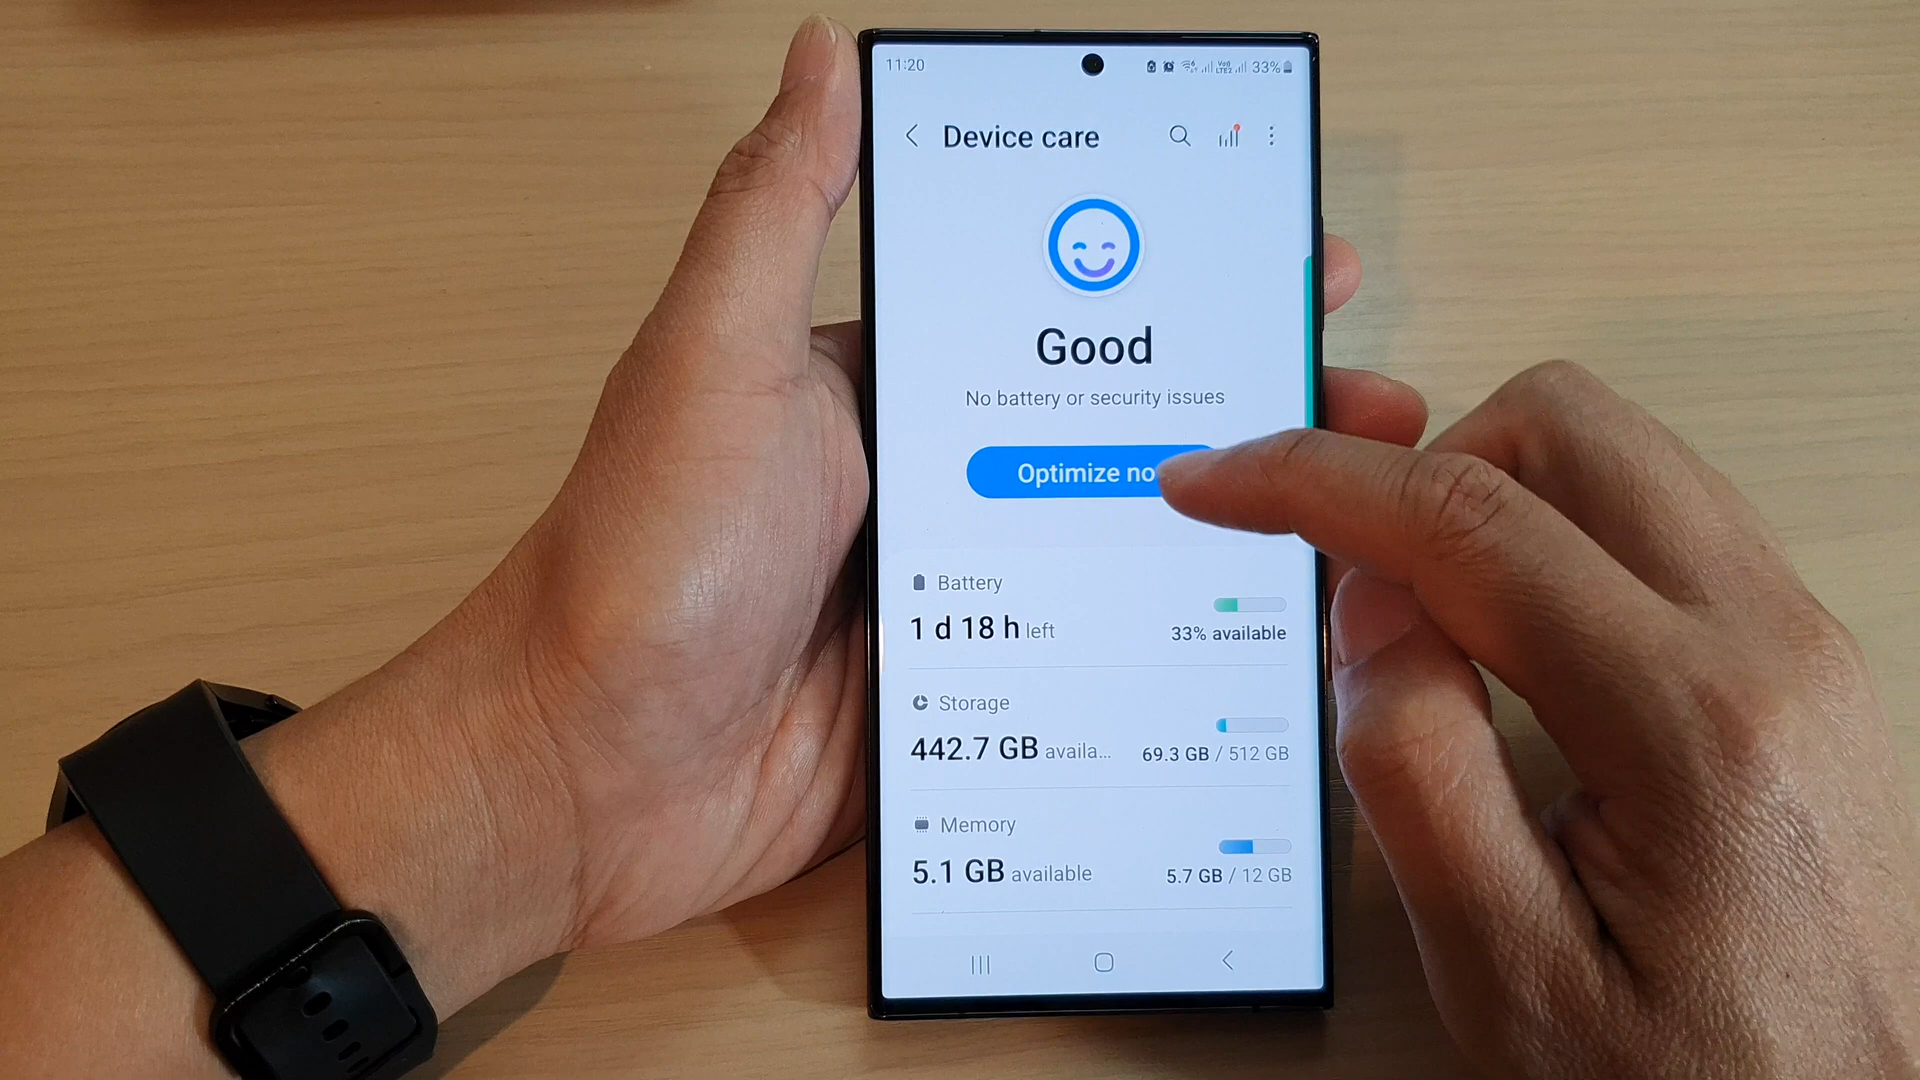 11:20 33%
Device care
Good
No battery or security issues
Optimize no
Battery
1 d 18 h left
33% available
Storage
442.7 GB availa...
69.3 GB / 512 GB
Memory
5.1 GB available
5.7 GB / 12 GB